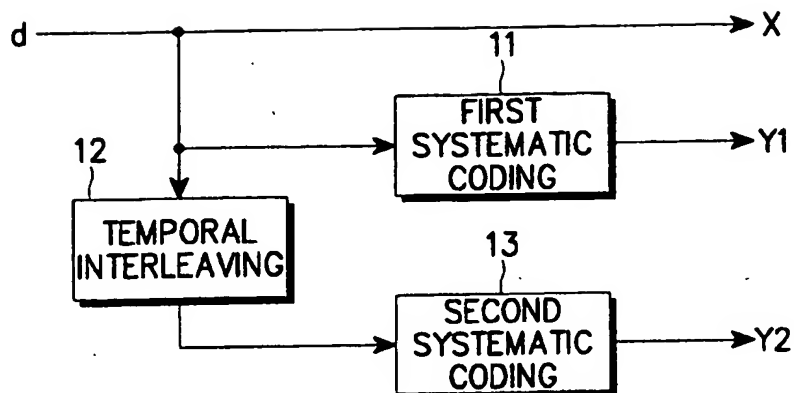 d
X
11
FIRST
SYSTEMATIC
CODING
Y1
12
TEMPORAL
INTERLEAVING
13
SECOND
SYSTEMATIC
CODING
Y2